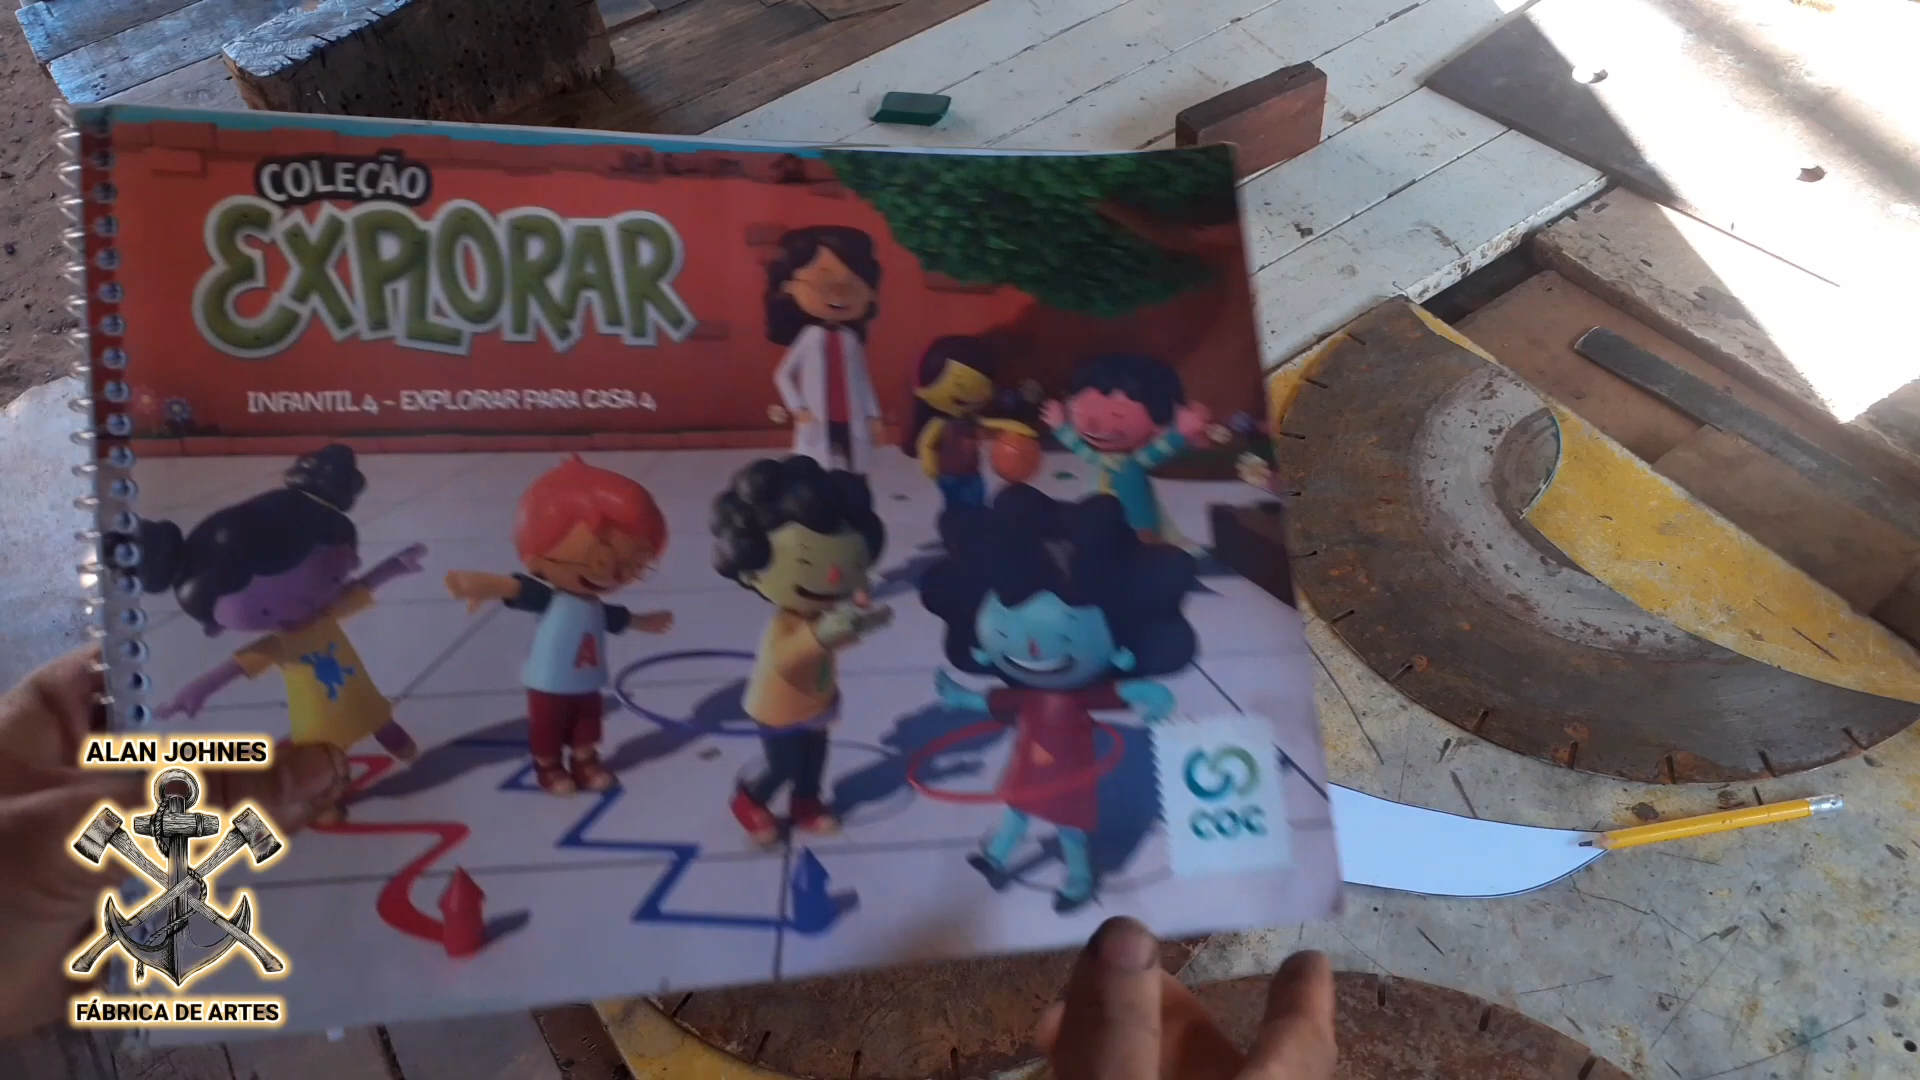 COLEÇÃO
EXPLORAR
INFANTIL 4 - EXPLORAR PARA CASA 4
A
coc
ALAN JOHNES
FÁBRICA DE ARTES